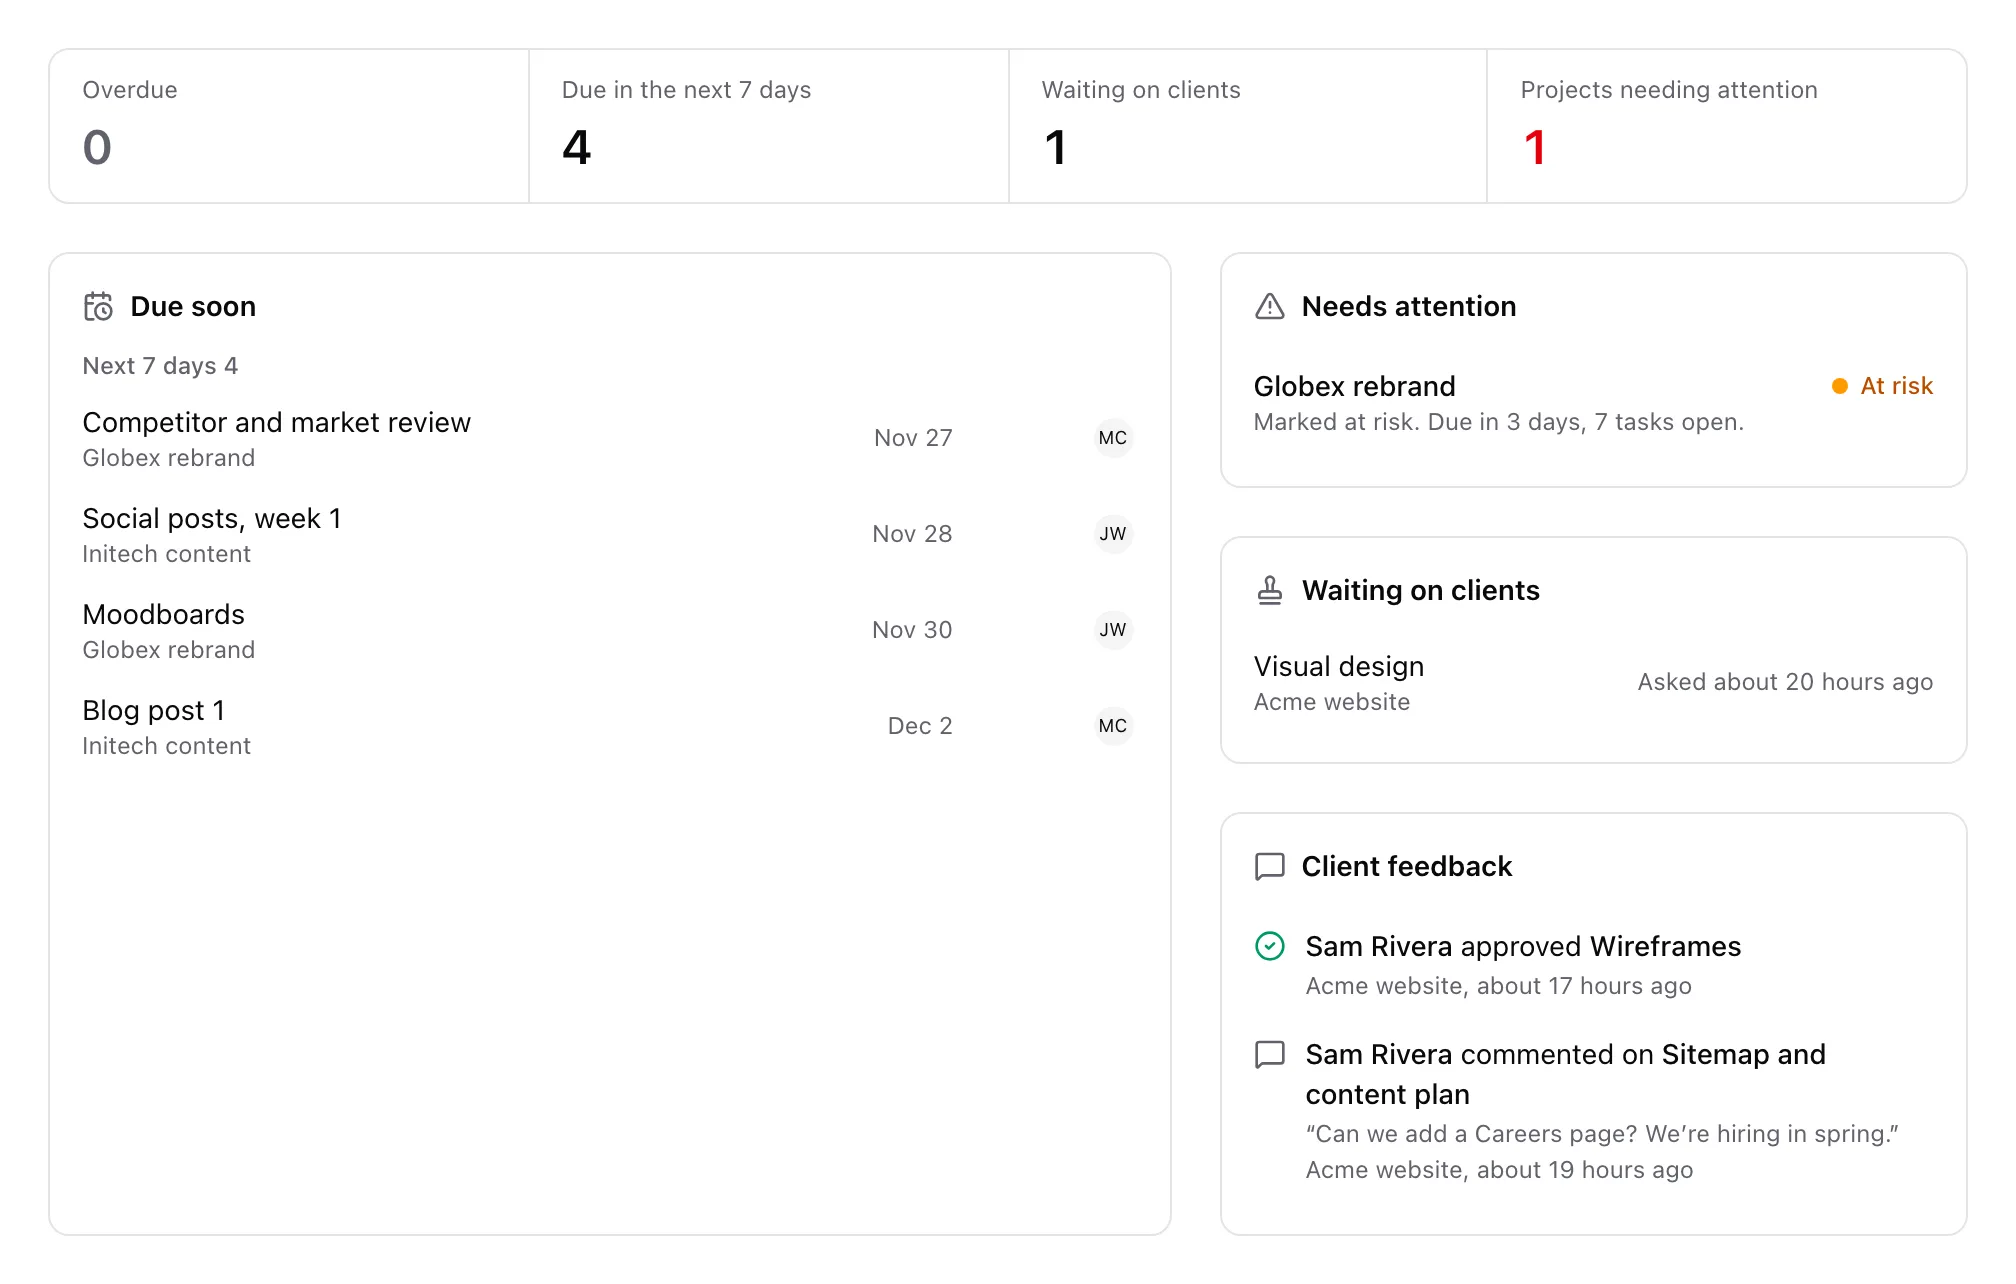 Overdue
0
Due in the next 7 days
4
Waiting on clients
1
Projects needing attention
1
Due soon
Next 7 days 4
Competitor and market review
Globex rebrand
Nov 27
MC
Social posts, week 1
Initech content
Nov 28
JW
Moodboards
Globex rebrand
Nov 30
JW
Blog post 1
Initech content
Dec 2
MC
Needs attention
Globex rebrand
At risk
Marked at risk. Due in 3 days, 7 tasks open.
Waiting on clients
Visual design
Acme website
Asked about 20 hours ago
Client feedback
Sam Rivera approved Wireframes
Acme website, about 17 hours ago
Sam Rivera commented on Sitemap and
content plan
“Can we add a Careers page? We’re hiring in spring.”
Acme website, about 19 hours ago